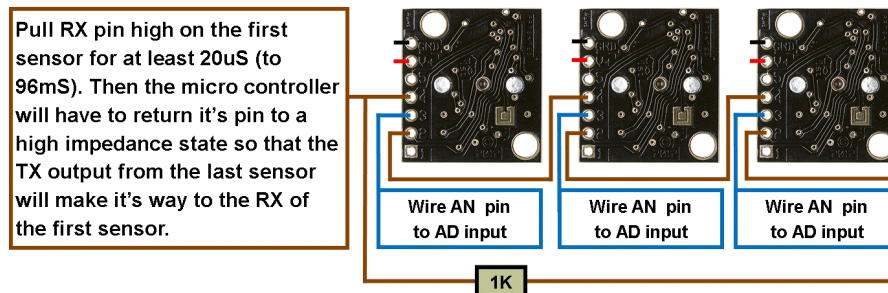 Pull RX pin high on the first
sensor for at least 20uS (to
96mS). Then the micro controller
will have to return it's pin to a
high impedance state so that the
TX output from the last sensor
will make it's way to the RX of
the first sensor.
GND
GND
GND
Wire AN pin
to AD input
Wire AN pin
to AD input
Wire AN pin
to AD input
1K